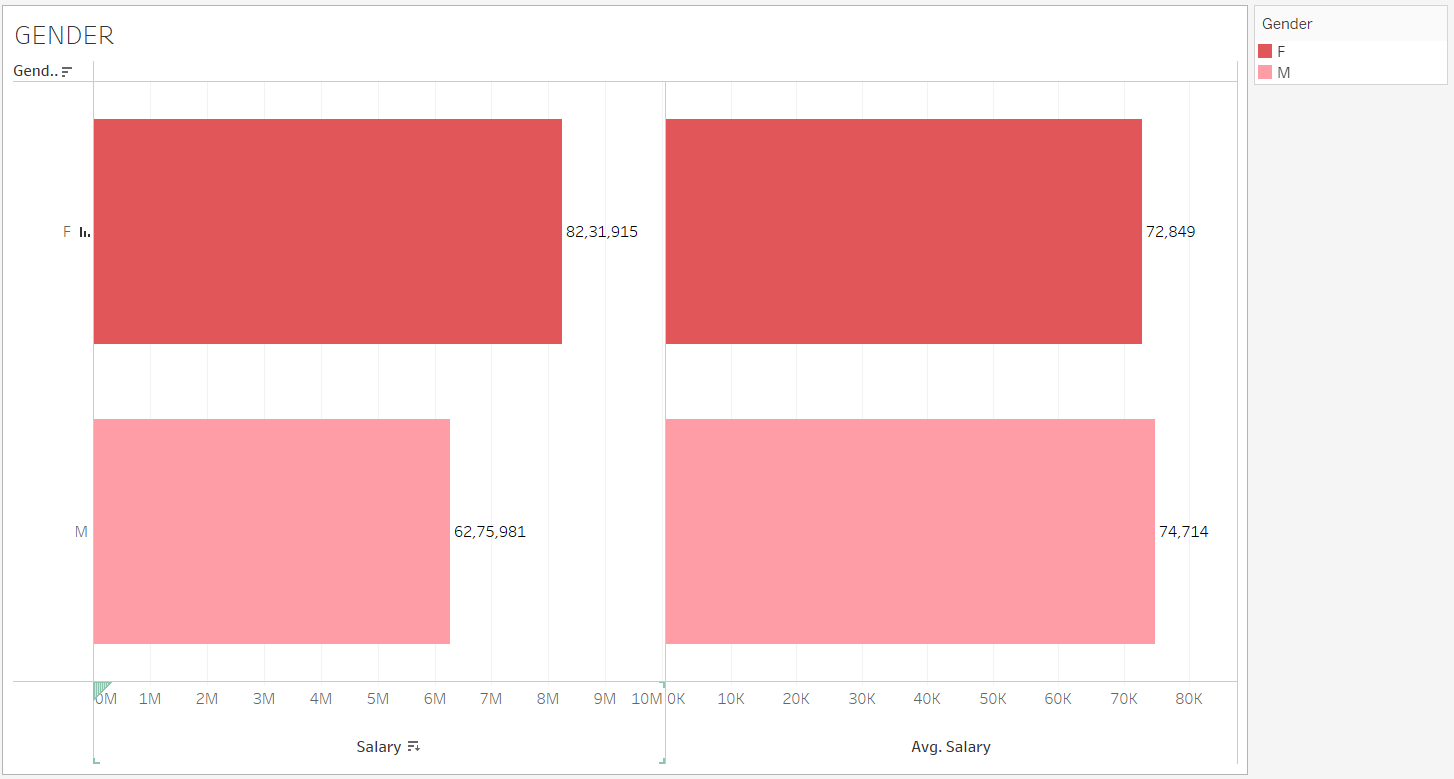 GENDER
Gend..
F
82,31,915
72,849
M
62,75,981
74,714
0M 1M 2M 3M 4M 5M 6M 7M 8M 9M 10M 0K 10K 20K 30K 40K 50K 60K 70K 80K
Salary
Avg. Salary
Gender
F
M